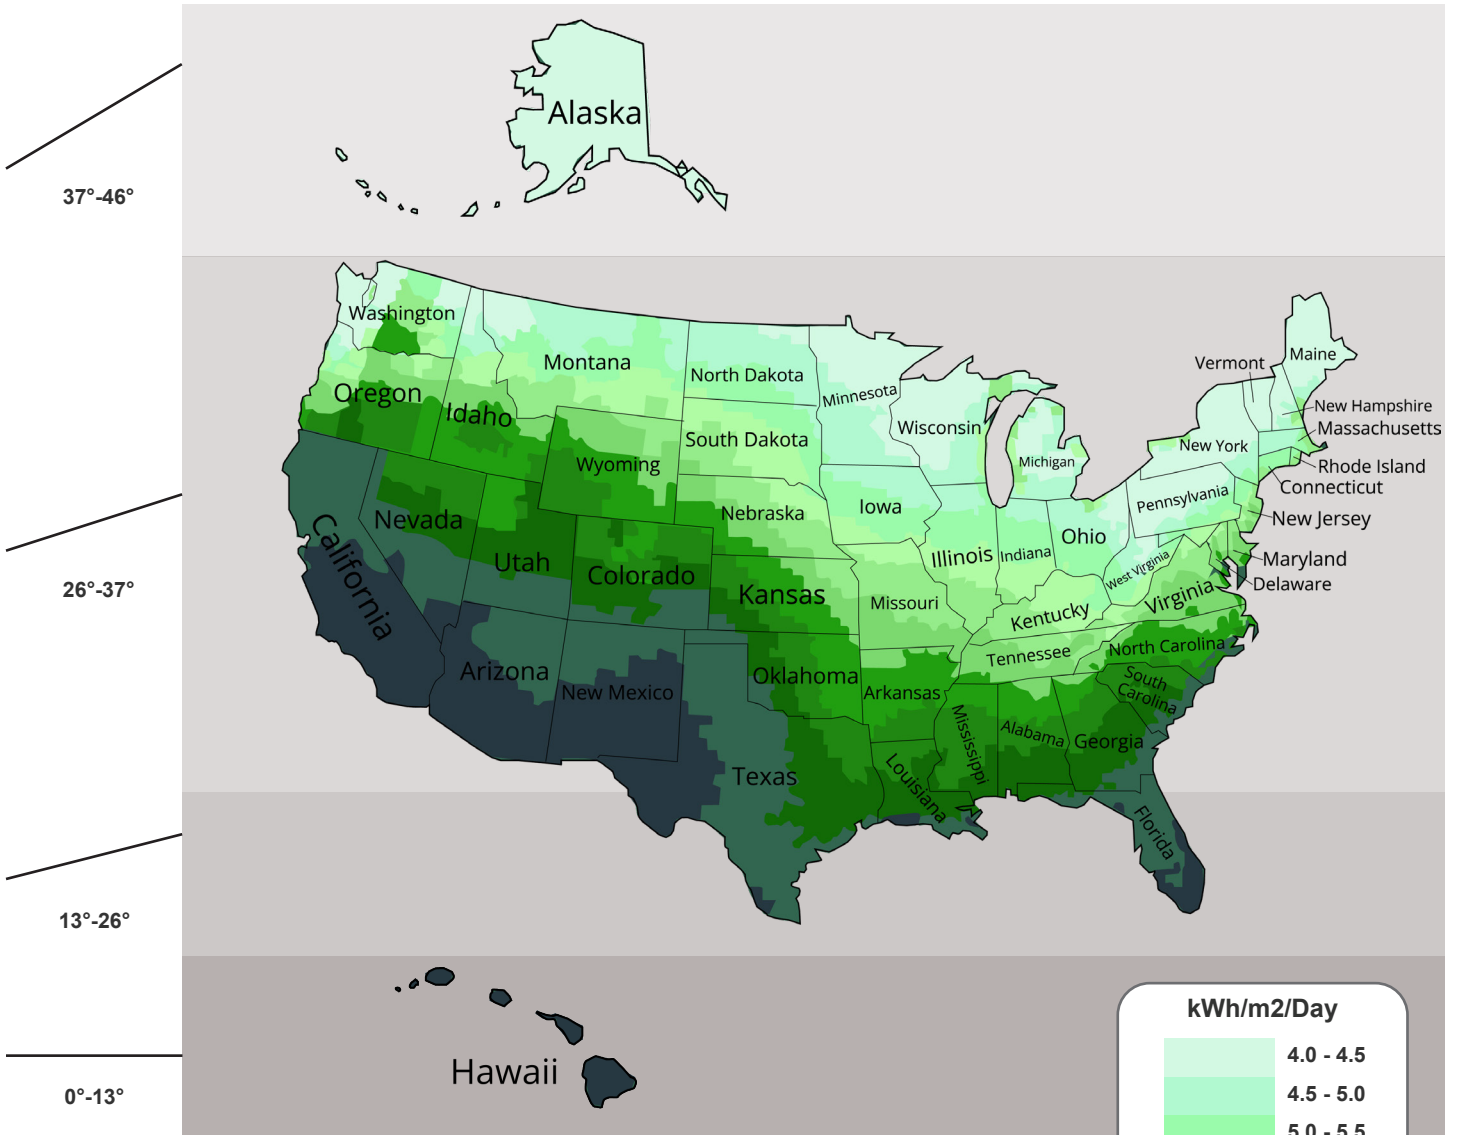 Alaska
37°-46°
Washington
Montana
North Dakota
Minnesota
Vermont
Maine
Oregon
Idaho
New Hampshire
Massachusetts
Wisconsin
South Dakota
New York
Michigan
Wyoming
Rhode Island
Connecticut
Pennsylvania
Nebraska
Iowa
New Jersey
Nevada
California
Utah
Colorado
Ohio
Illinois
Indiana
West Virginia
Maryland
Delaware
26°-37°
Kansas
Missouri
Kentucky
Virginia
Arizona
New Mexico
Oklahoma
Arkansas
Tennessee
North Carolina
South
Carolina
Mississippi
Alabama
Georgia
Texas
Louisiana
Florida
13°-26°
Hawaii
0°-13°
kWh/m2/Day
4.0 - 4.5
4.5 - 5.0
5.0 - 5.5